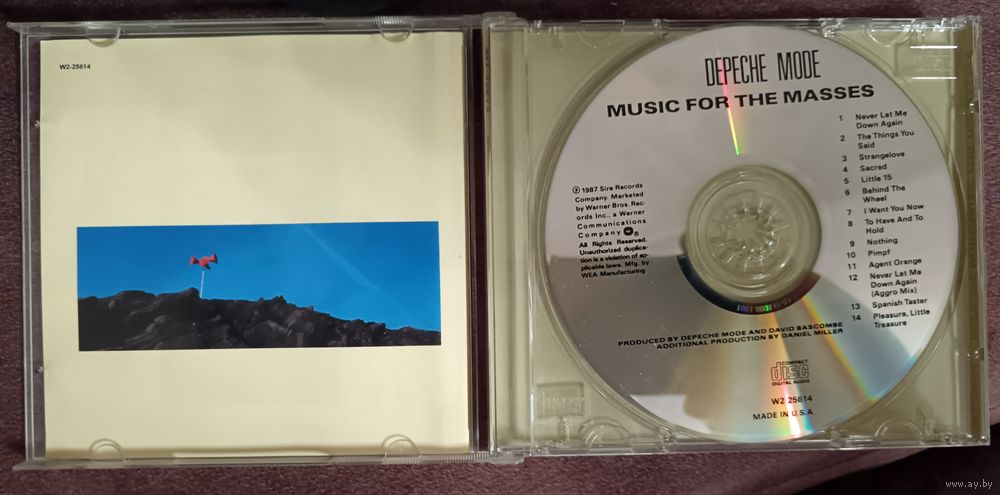 W2-25614
DEPECHE MODE
MUSIC FOR THE MASSES
1 Never Let Me
Down Again
2 The Things You
Said
3 Strangelove
4 Sacred
5 Little 15
6 Behind The
Wheel
7 I Want You Now
8 To Have And To
Hold
9 Nothing
10 Pimpf
11 Agent Orange
12 Never Let Me
Down Again
(Aggro Mix)
13 Spanish Taster
14 Pleasure, Little
Treasure
℗ 1987 Sire Records
Company. Marketed
by Warner Bros. Rec-
ords Inc., a Warner
Communications
Company
All Rights Reserved.
Unauthorized duplica-
tion is a violation of ap-
plicable laws. Mfg. by
WEA Manufacturing
PRODUCED BY DEPECHE MODE AND DAVID BASCOMBE
ADDITIONAL PRODUCTION BY DANIEL MILLER
COMPACT
disc
DIGITAL AUDIO
W2 25614
MADE IN U.S.A.
www.ay.by